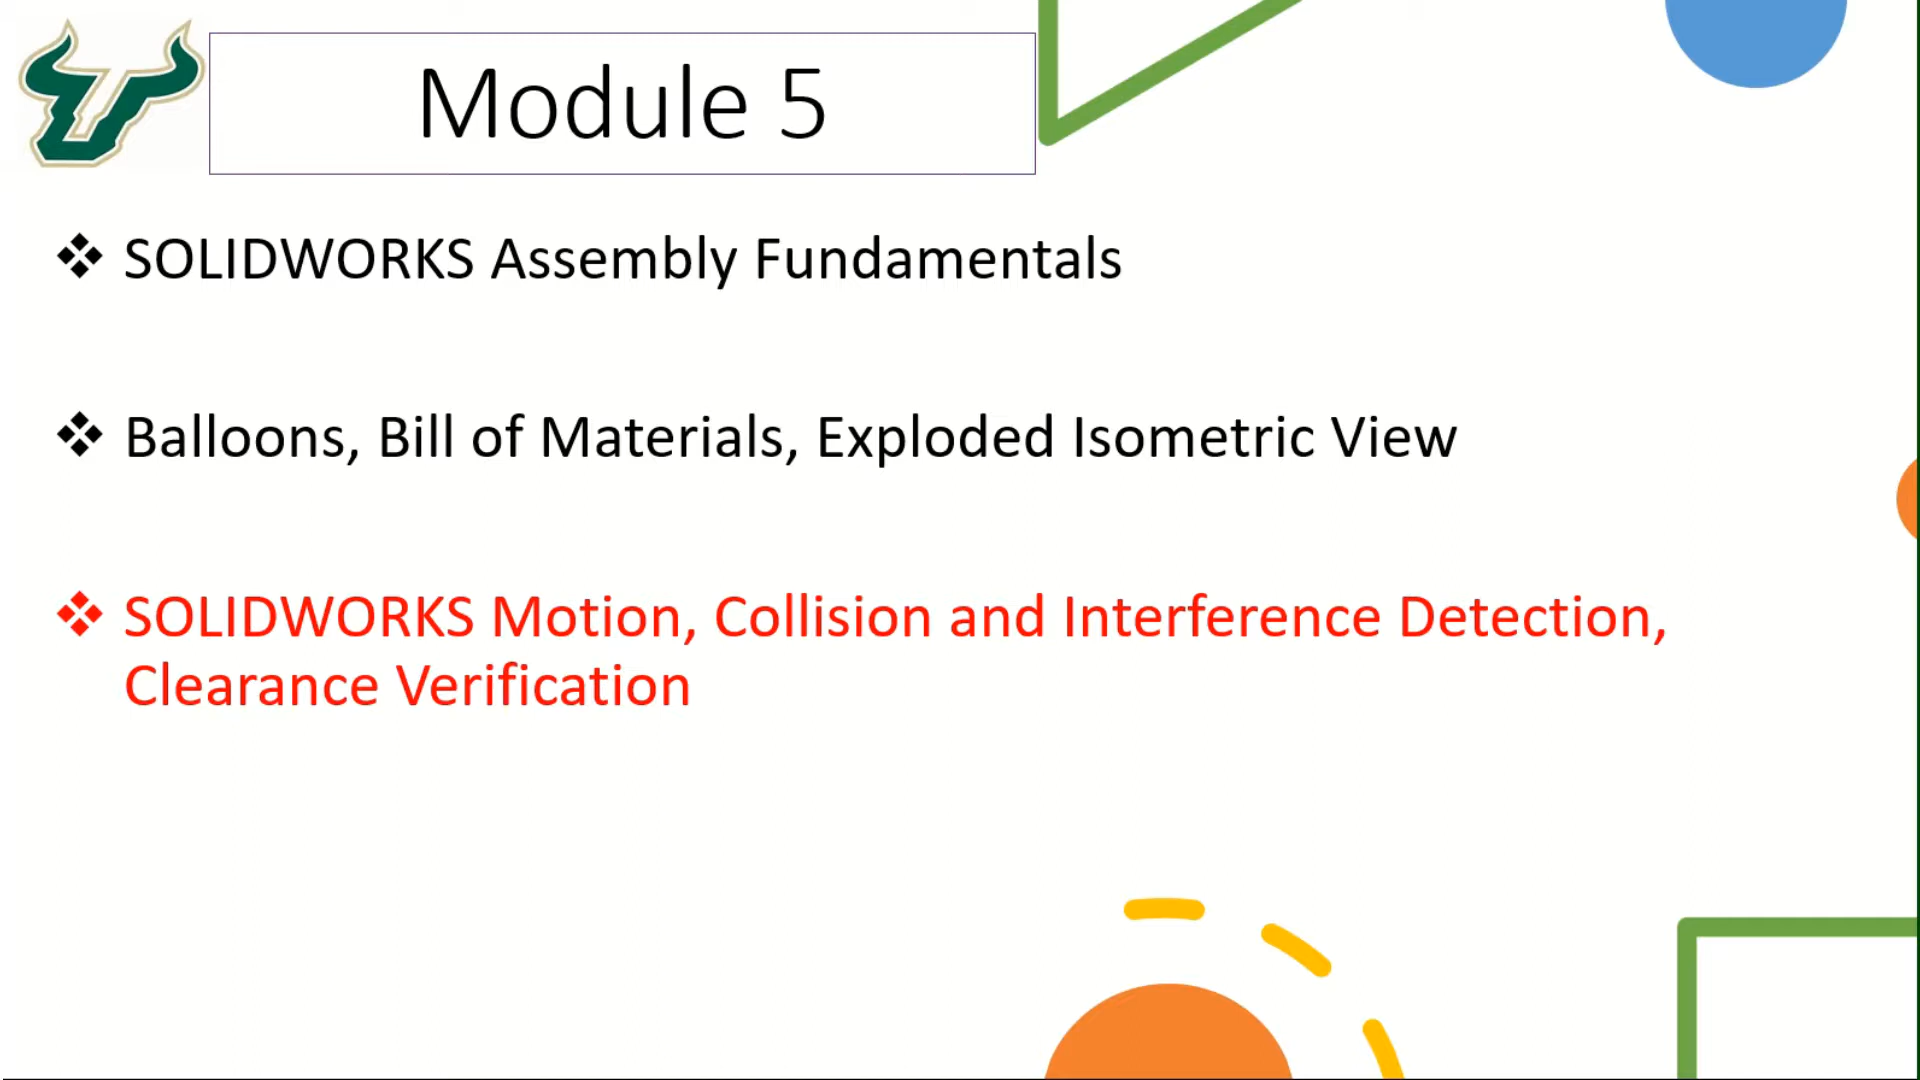 Module 5
SOLIDWORKS Assembly Fundamentals
Balloons, Bill of Materials, Exploded Isometric View
SOLIDWORKS Motion, Collision and Interference Detection,
Clearance Verification